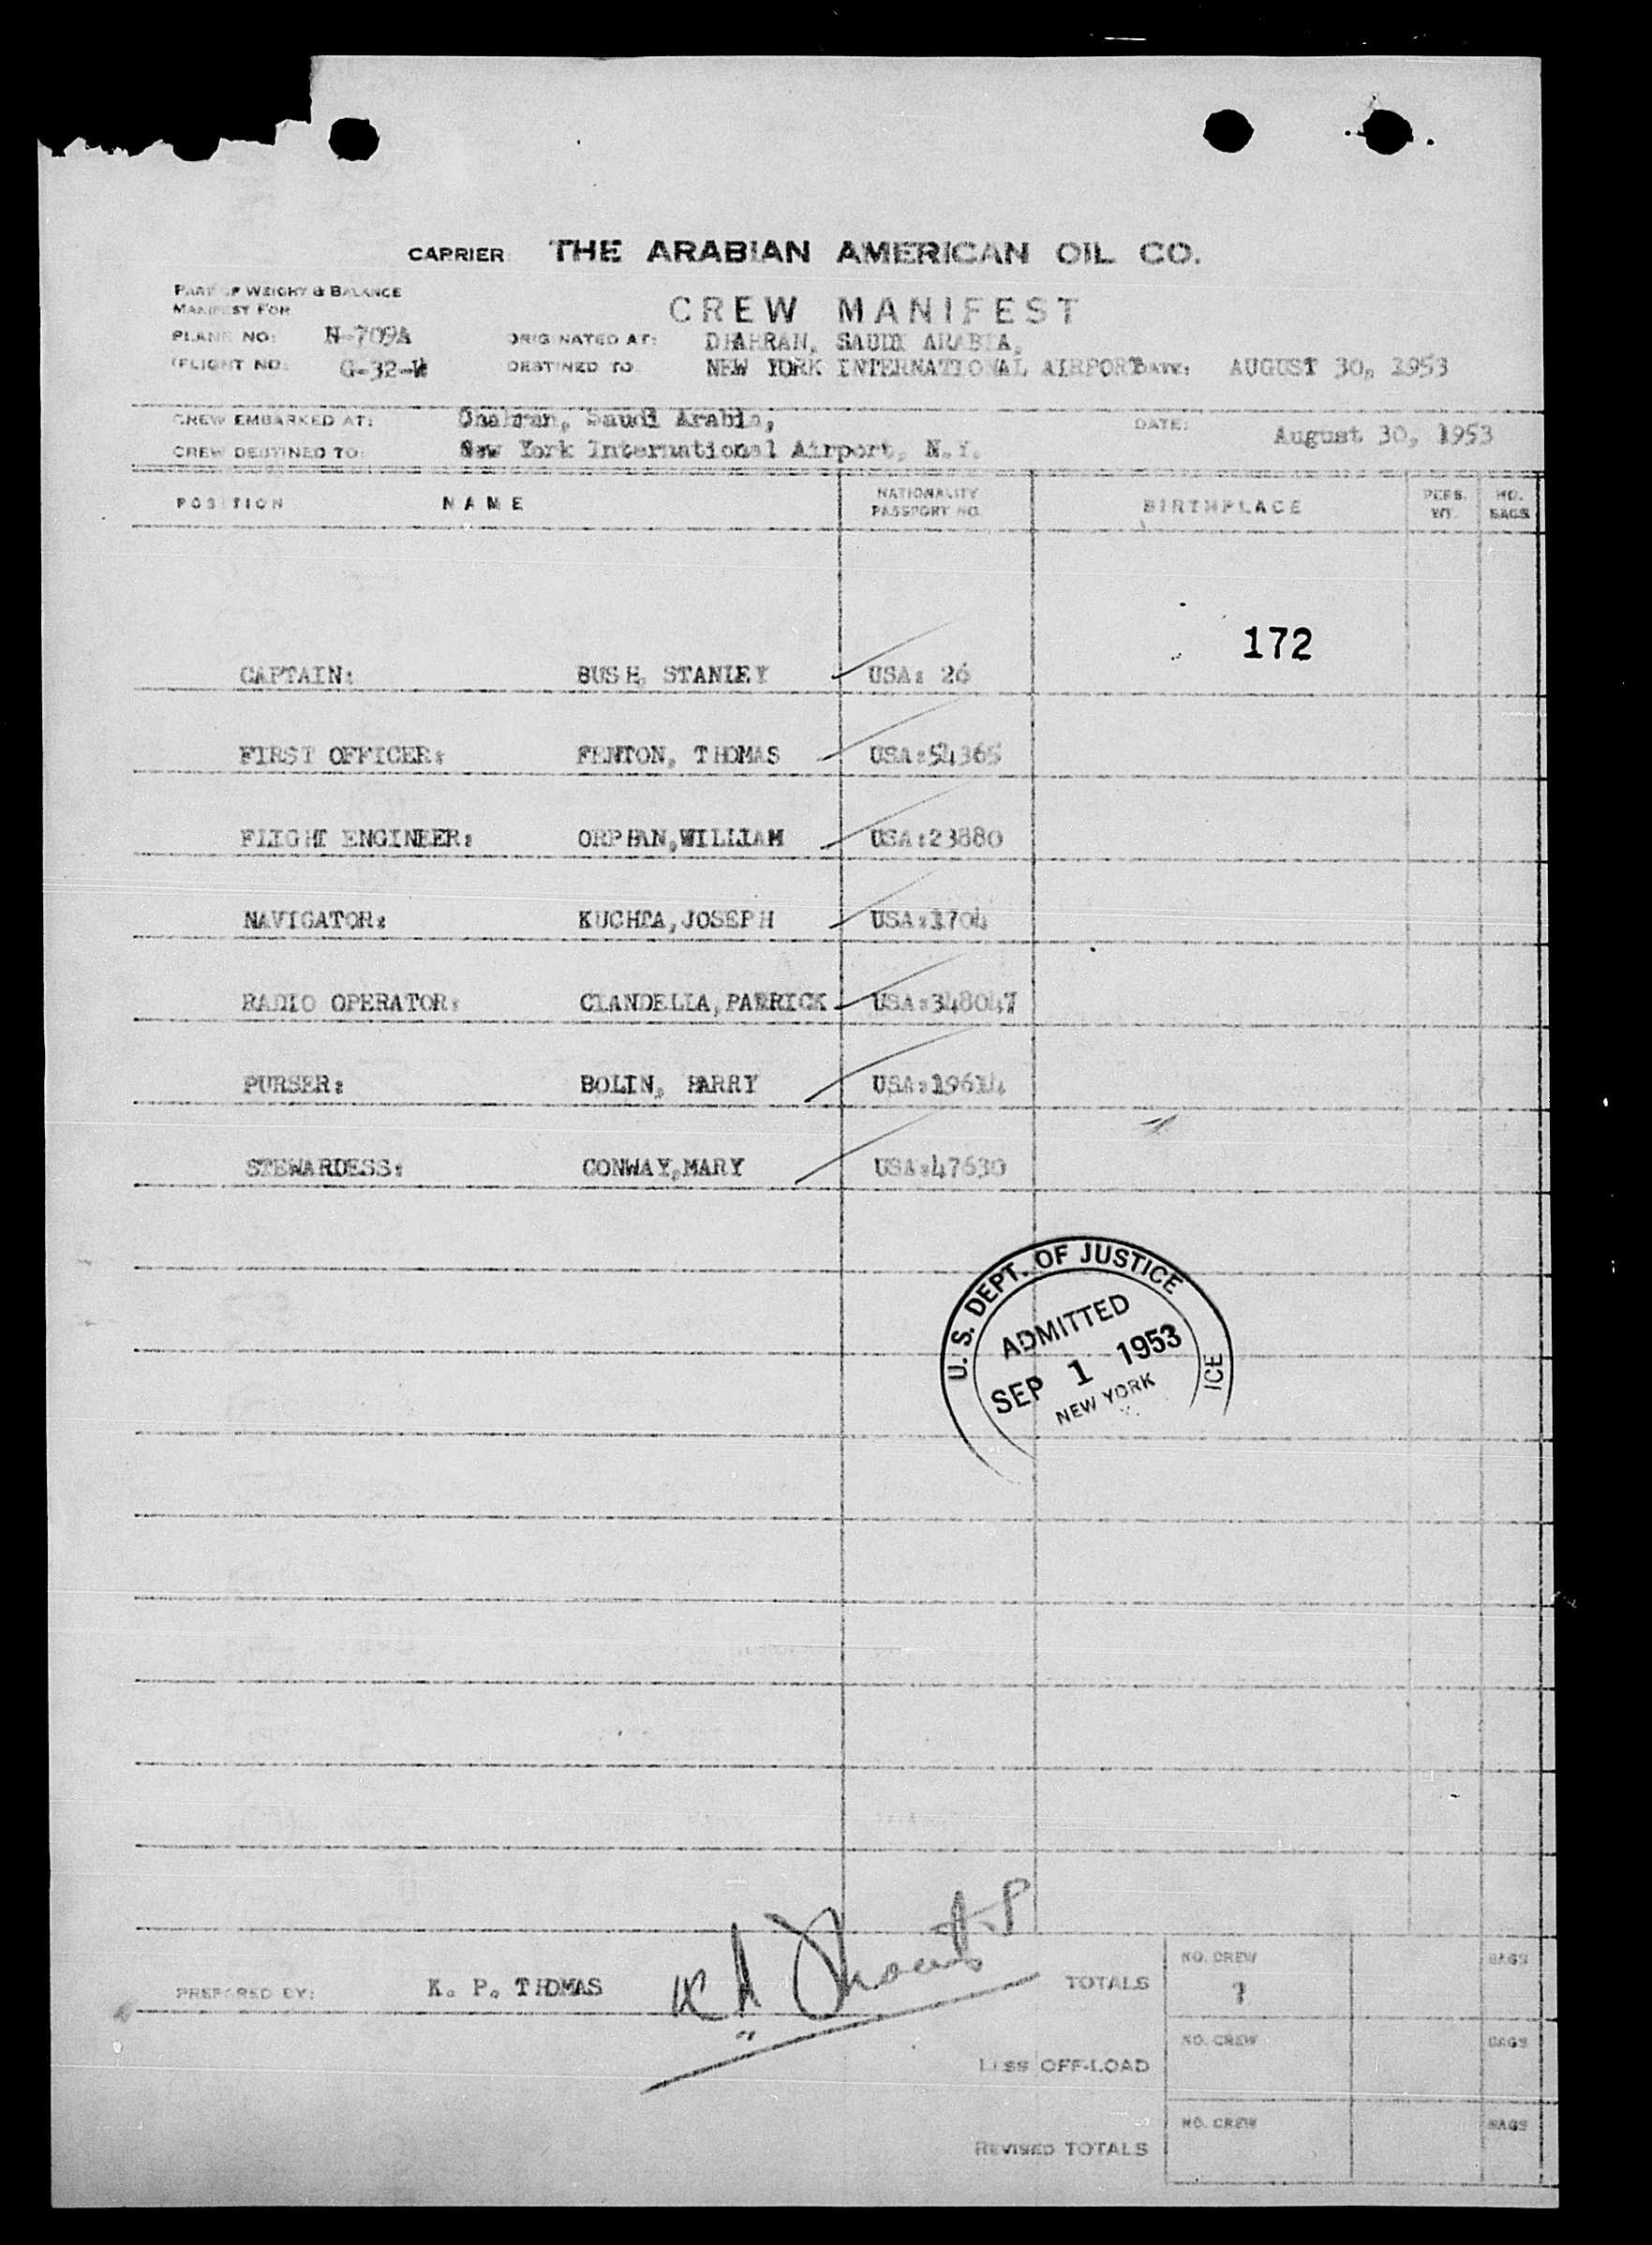 CARRIER: THE ARABIAN AMERICAN OIL CO.
PART OF WEIGHT & BALANCE
MANIFEST FOR
CREW MANIFEST
PLANE NO: N-709A ORIGINATED AT: DHAHRAN, SAUDI ARABIA,
FLIGHT NO: G-32-W DESTINED TO NEW YORK INTERNATIONAL AIRPORT DATE: AUGUST 30, 1953
CREW EMBARKED AT: Dhahran, Saudi Arabia, DATE: August 30, 1953
CREW DESTINED TO: New York International Airport, N.Y.
POSITION NAME NATIONALITY PASSPORT NO. BIRTHPLACE PERS. WT. NO. BAGS
172
CAPTAIN: BUSH, STANLEY USA: 26
FIRST OFFICER: FENTON, THOMAS USA:54365
FLIGHT ENGINEER: ORPHAN,WILLIAM USA:23880
NAVIGATOR: KUCHTA,JOSEPH USA:1704
RADIO OPERATOR: CIANDELLA,PATRICK USA:348047
PURSER: BOLIN, HARRY USA:19614
STEWARDESS: CONWAY,MARY USA:47630
U. S. DEPT. OF JUSTICE
ADMITTED
SEP 1 1953
NEW YORK
ICE
PREPARED BY: K. P. THOMAS TOTALS NO. CREW 7 BAGS
LESS OFF-LOAD NO. CREW BAGS
REVISED TOTALS NO. CREW BAGS